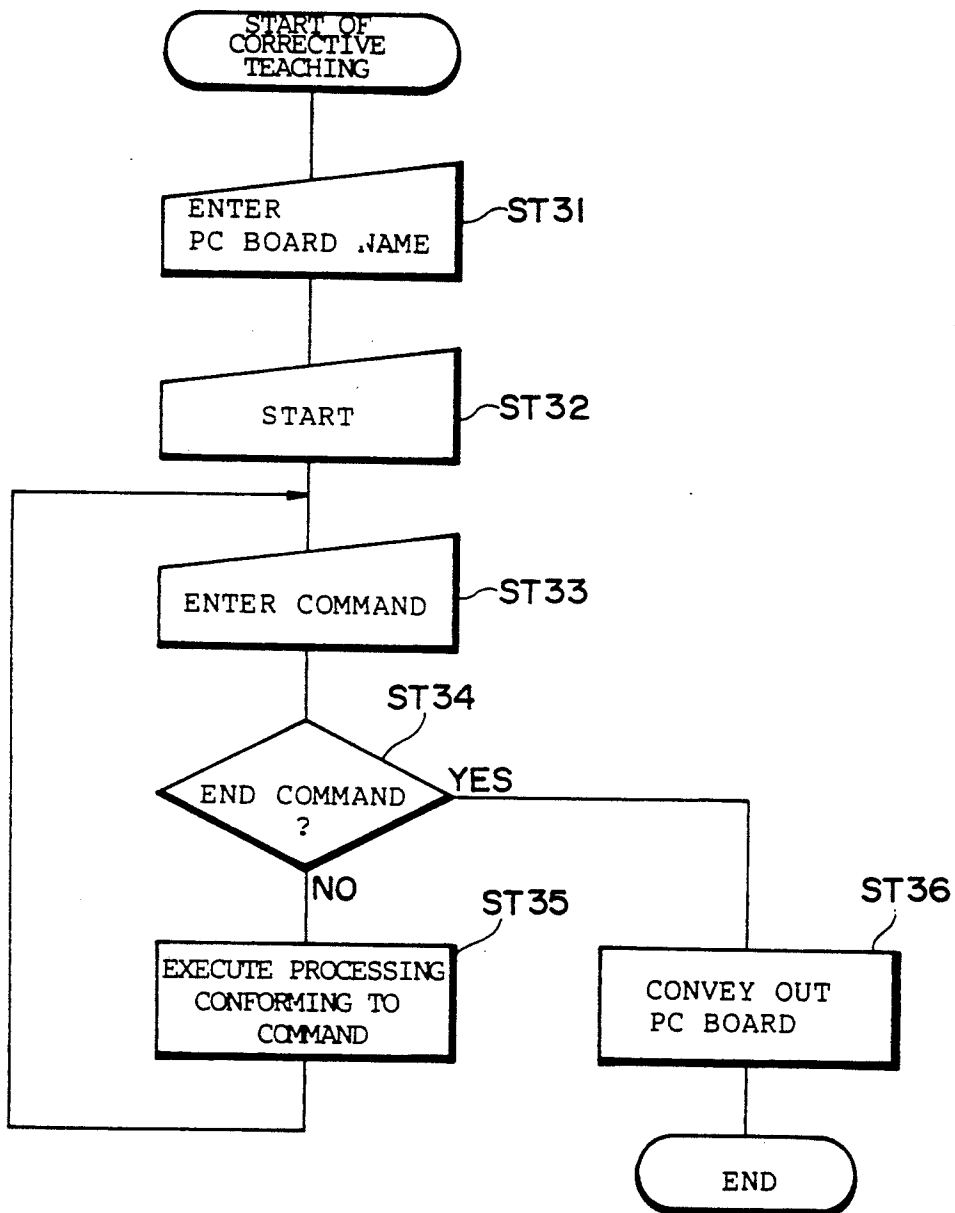 START OF
CORRECTIVE
TEACHING
ENTER
PC BOARD NAME
ST31
START
ST32
ENTER COMMAND
ST33
ST34
END COMMAND
?
YES
NO
ST35
EXECUTE PROCESSING
CONFORMING TO
COMMAND
ST36
CONVEY OUT
PC BOARD
END